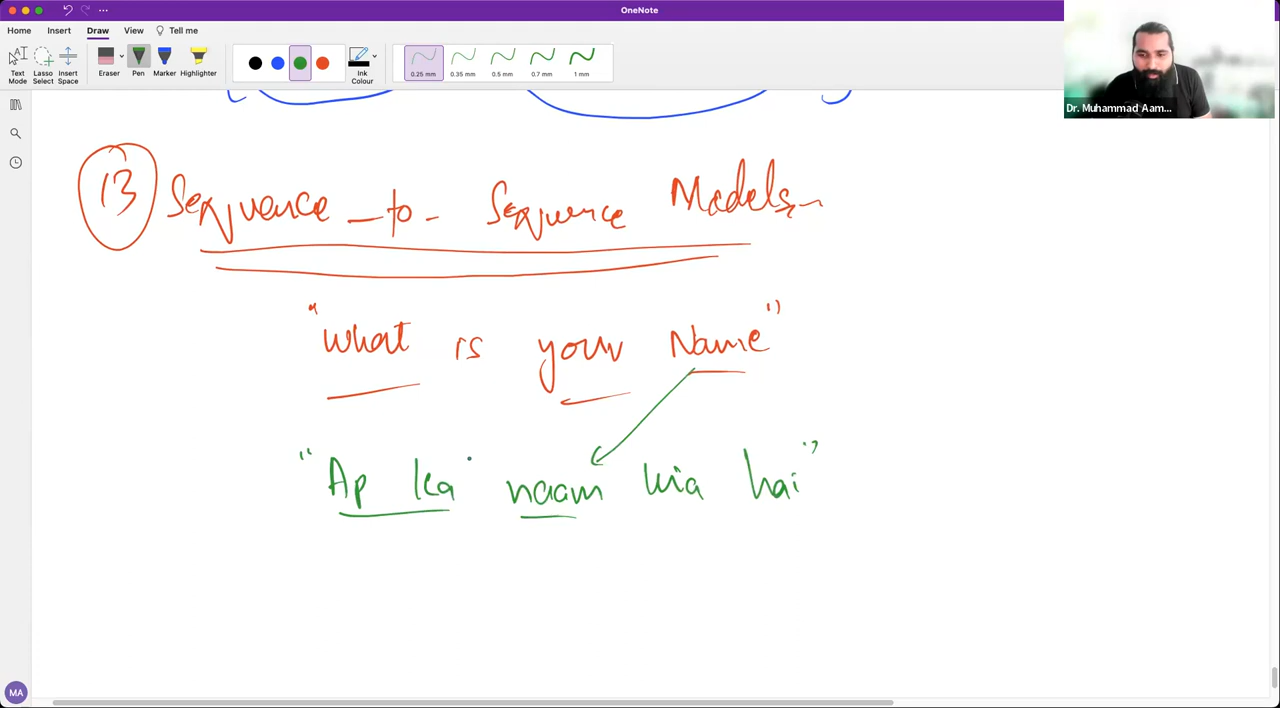 OneNote
Home Insert Draw View Tell me
Text Mode Lasso Select Insert Space Eraser Pen Marker Highlighter Ink Colour 0.25 mm 0.35 mm 0.5 mm 0.7 mm 1 mm
Dr. Muhammad Aam...
13 Sequence-to-Sequence Models
"What is your Name"
"Ap ka naam kia hai"
MA